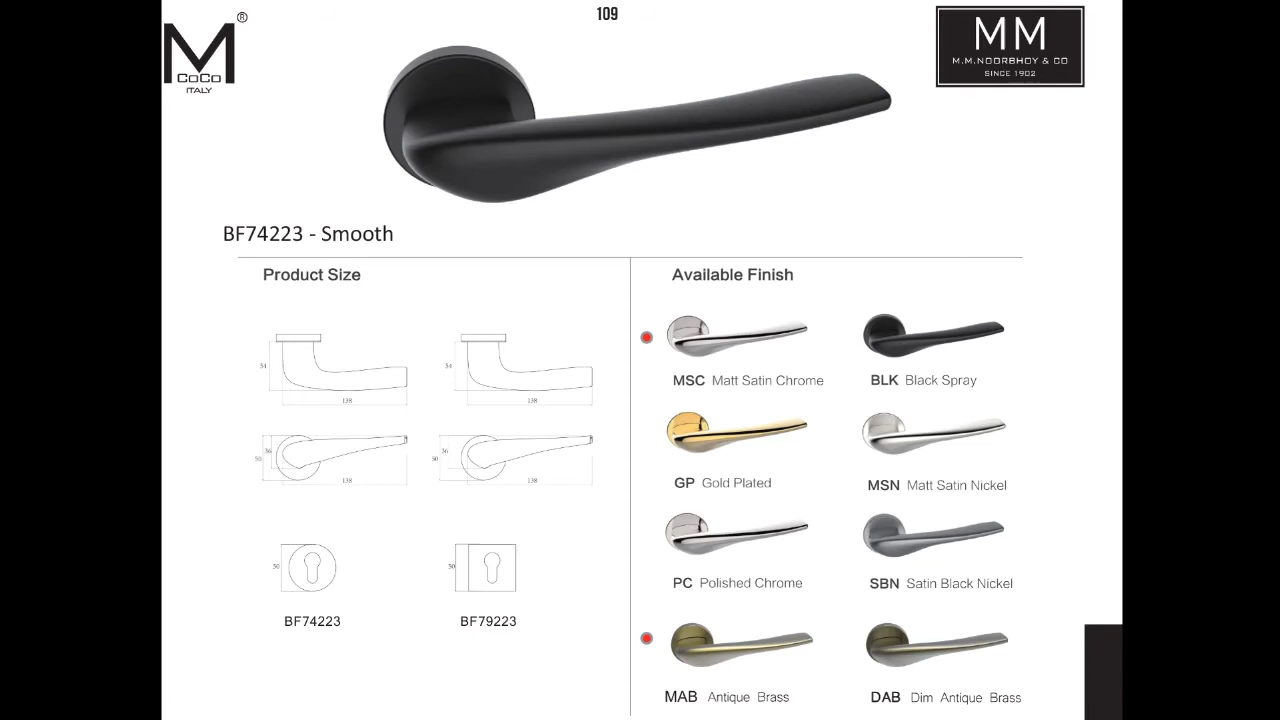 109
M
CoCo
ITALY
®
MM
M.M.NOORBHOY & CO
SINCE 1902
BF74223 - Smooth
Product Size
Available Finish
54
138
54
138
50
36
138
50
36
138
50
BF74223
50
BF79223
MSC Matt Satin Chrome
BLK Black Spray
GP Gold Plated
MSN Matt Satin Nickel
PC Polished Chrome
SBN Satin Black Nickel
MAB Antique Brass
DAB Dim Antique Brass